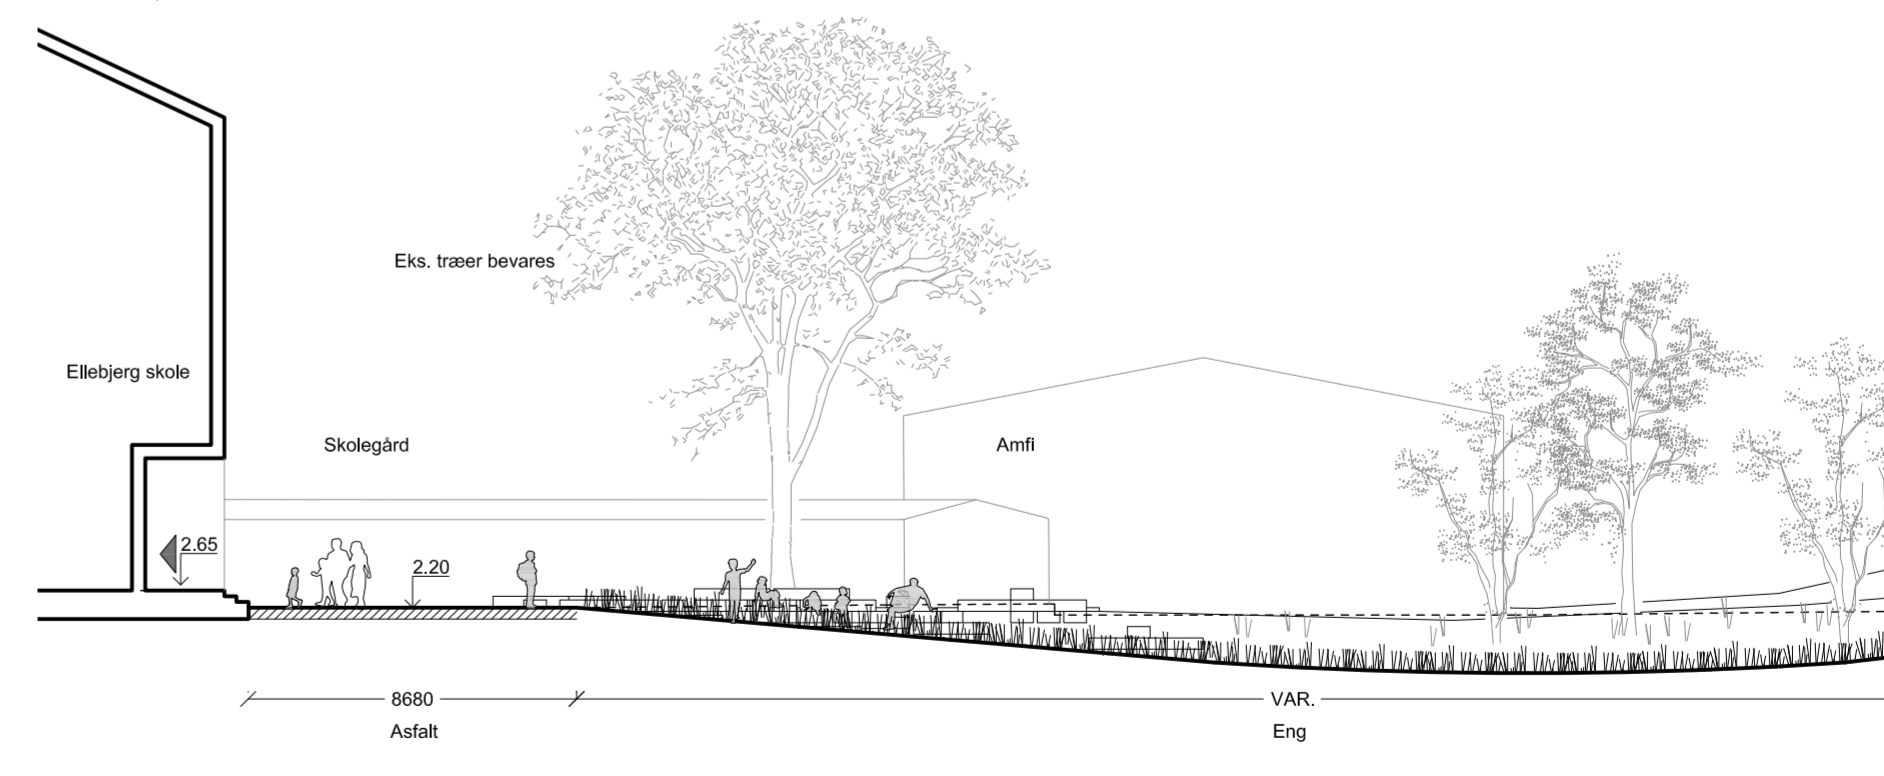 Eks. træer bevares
Ellebjerg skole
Skolegård
Amfi
2.65
2.20
8680
VAR.
Asfalt
Eng